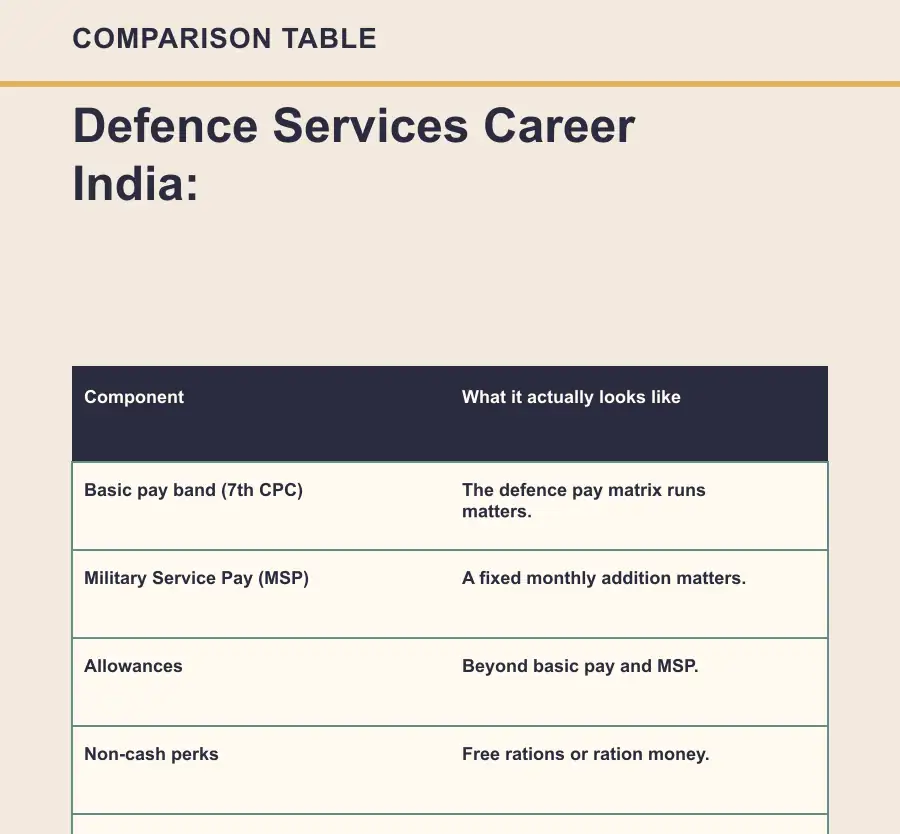 COMPARISON TABLE
Defence Services Career
India:
Component
What it actually looks like
Basic pay band (7th CPC)
The defence pay matrix runs
matters.
Military Service Pay (MSP)
A fixed monthly addition matters.
Allowances
Beyond basic pay and MSP.
Non-cash perks
Free rations or ration money.